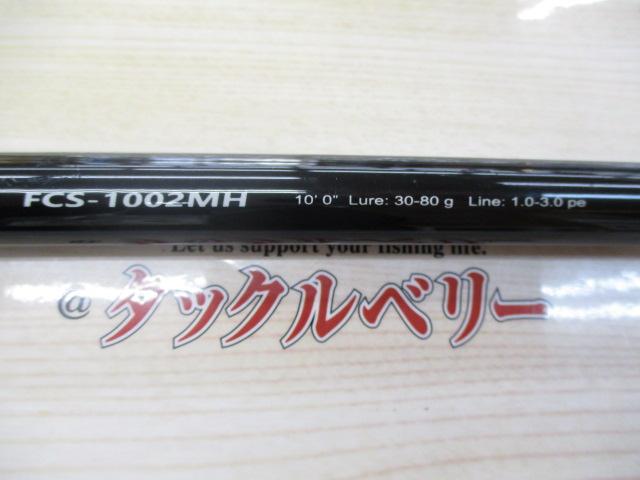 FCS-1002MH 10' 0" Lure: 30-80 g Line: 1.0-3.0 pe
Let us support your fishing life.
@タックルベリー